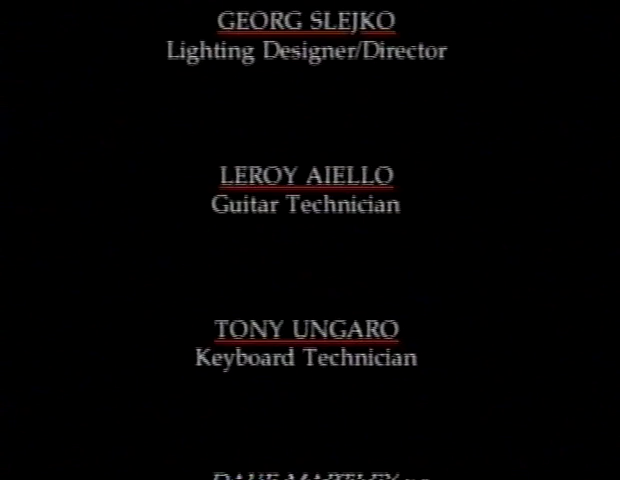 GEORG SLEJKO
Lighting Designer/Director
LEROY AIELLO
Guitar Technician
TONY UNGARO
Keyboard Technician